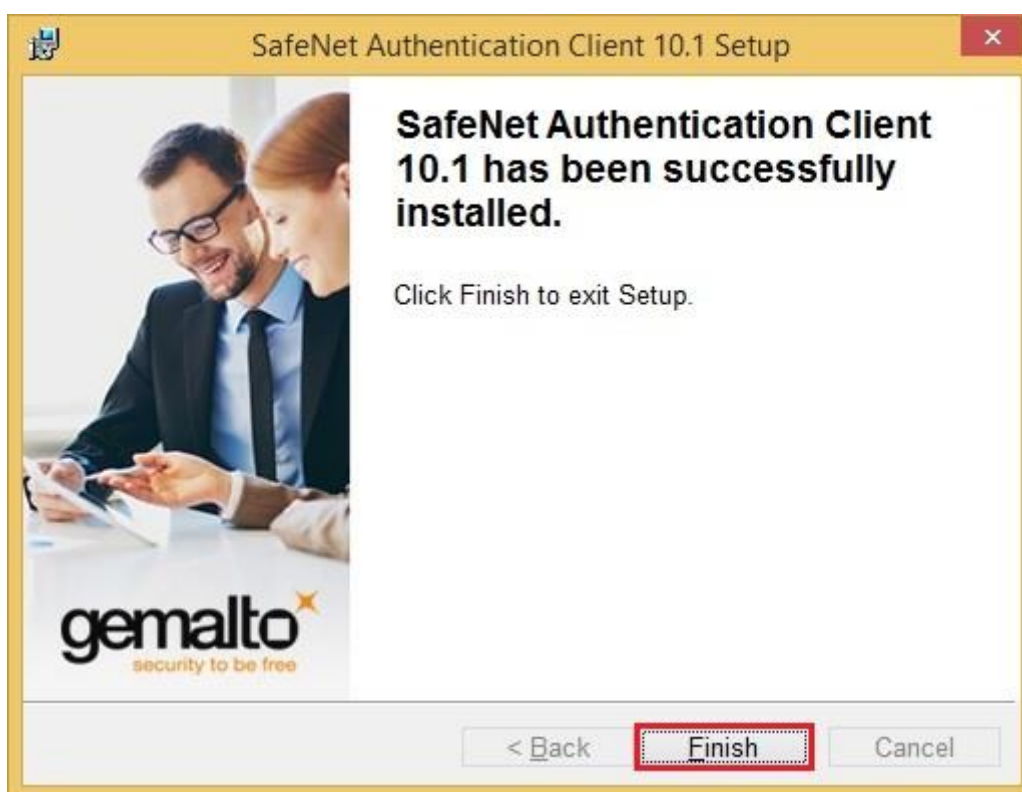 SafeNet Authentication Client 10.1 Setup
SafeNet Authentication Client
10.1 has been successfully
installed.
Click Finish to exit Setup.
gemalto
security to be free
< Back
Finish
Cancel